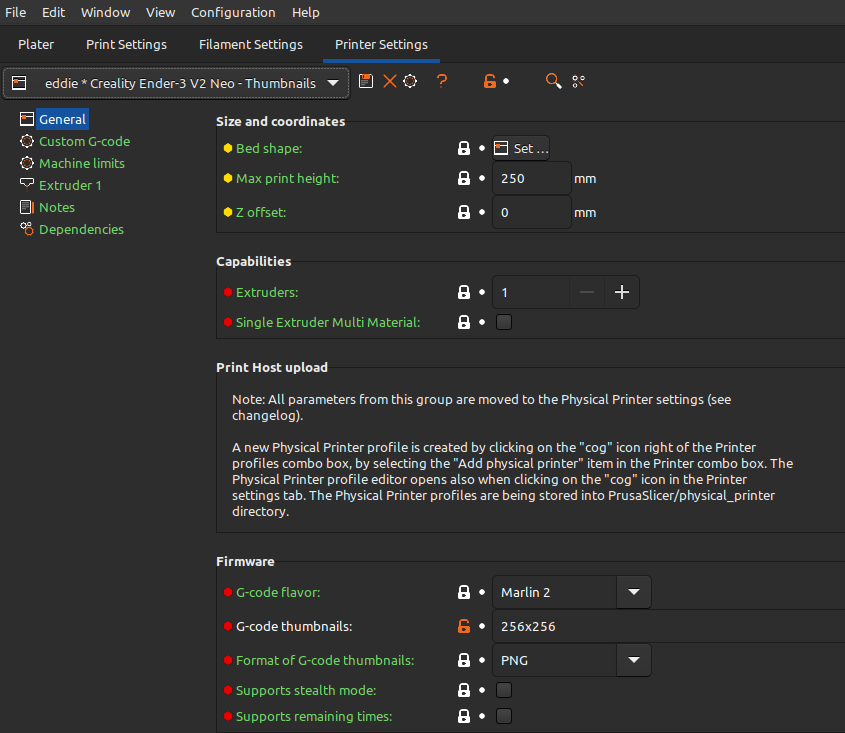 File Edit Window View Configuration Help
Plater Print Settings Filament Settings Printer Settings
eddie * Creality Ender-3 V2 Neo - Thumbnails
General
Custom G-code
Machine limits
Extruder 1
Notes
Dependencies
Size and coordinates
Bed shape: Set ...
Max print height: 250 mm
Z offset: 0 mm
Capabilities
Extruders: 1
Single Extruder Multi Material:
Print Host upload
Note: All parameters from this group are moved to the Physical Printer settings (see
changelog).
A new Physical Printer profile is created by clicking on the "cog" icon right of the Printer
profiles combo box, by selecting the "Add physical printer" item in the Printer combo box. The
Physical Printer profile editor opens also when clicking on the "cog" icon in the Printer
settings tab. The Physical Printer profiles are being stored into PrusaSlicer/physical_printer
directory.
Firmware
G-code flavor: Marlin 2
G-code thumbnails: 256x256
Format of G-code thumbnails: PNG
Supports stealth mode:
Supports remaining times: